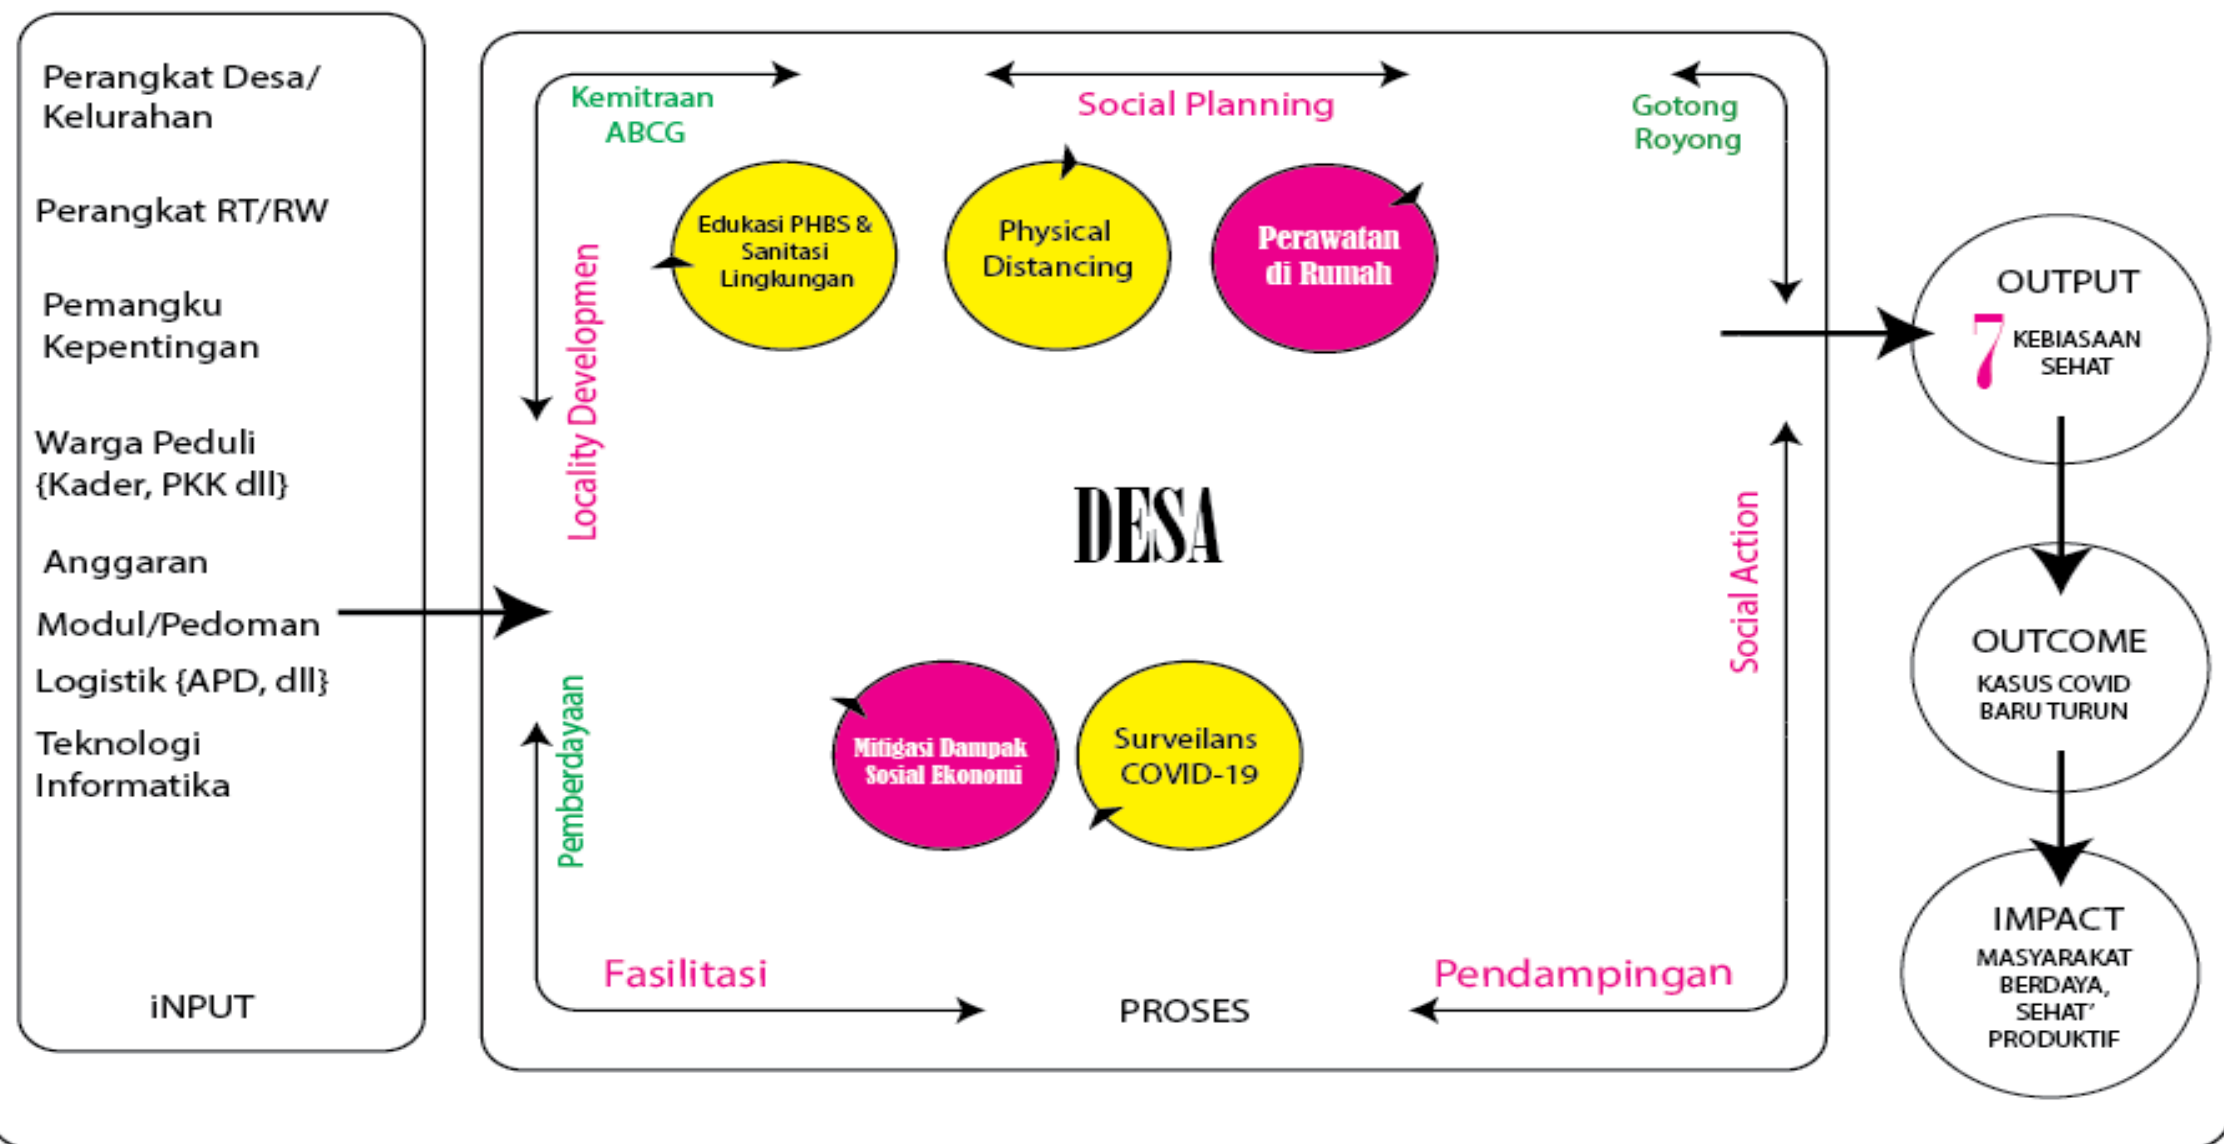 Perangkat Desa/
Kelurahan
Perangkat RT/RW
Pemangku
Kepentingan
Warga Peduli
{Kader, PKK dll}
Anggaran
Modul/Pedoman
Logistik {APD, dll}
Teknologi
Informatika
iNPUT
Kemitraan
ABCG
Social Planning
Gotong
Royong
Locality Developmen
Edukasi PHBS &
Sanitasi
Lingkungan
Physical
Distancing
Perawatan
di Rumah
DESA
Social Action
Pemberdayaan
Mitigasi Dampak
Sosial Ekonomi
Surveilans
COVID-19
Fasilitasi
Pendampingan
PROSES
OUTPUT
7 KEBIASAAN
SEHAT
OUTCOME
KASUS COVID
BARU TURUN
IMPACT
MASYARAKAT
BERDAYA,
SEHAT’
PRODUKTIF